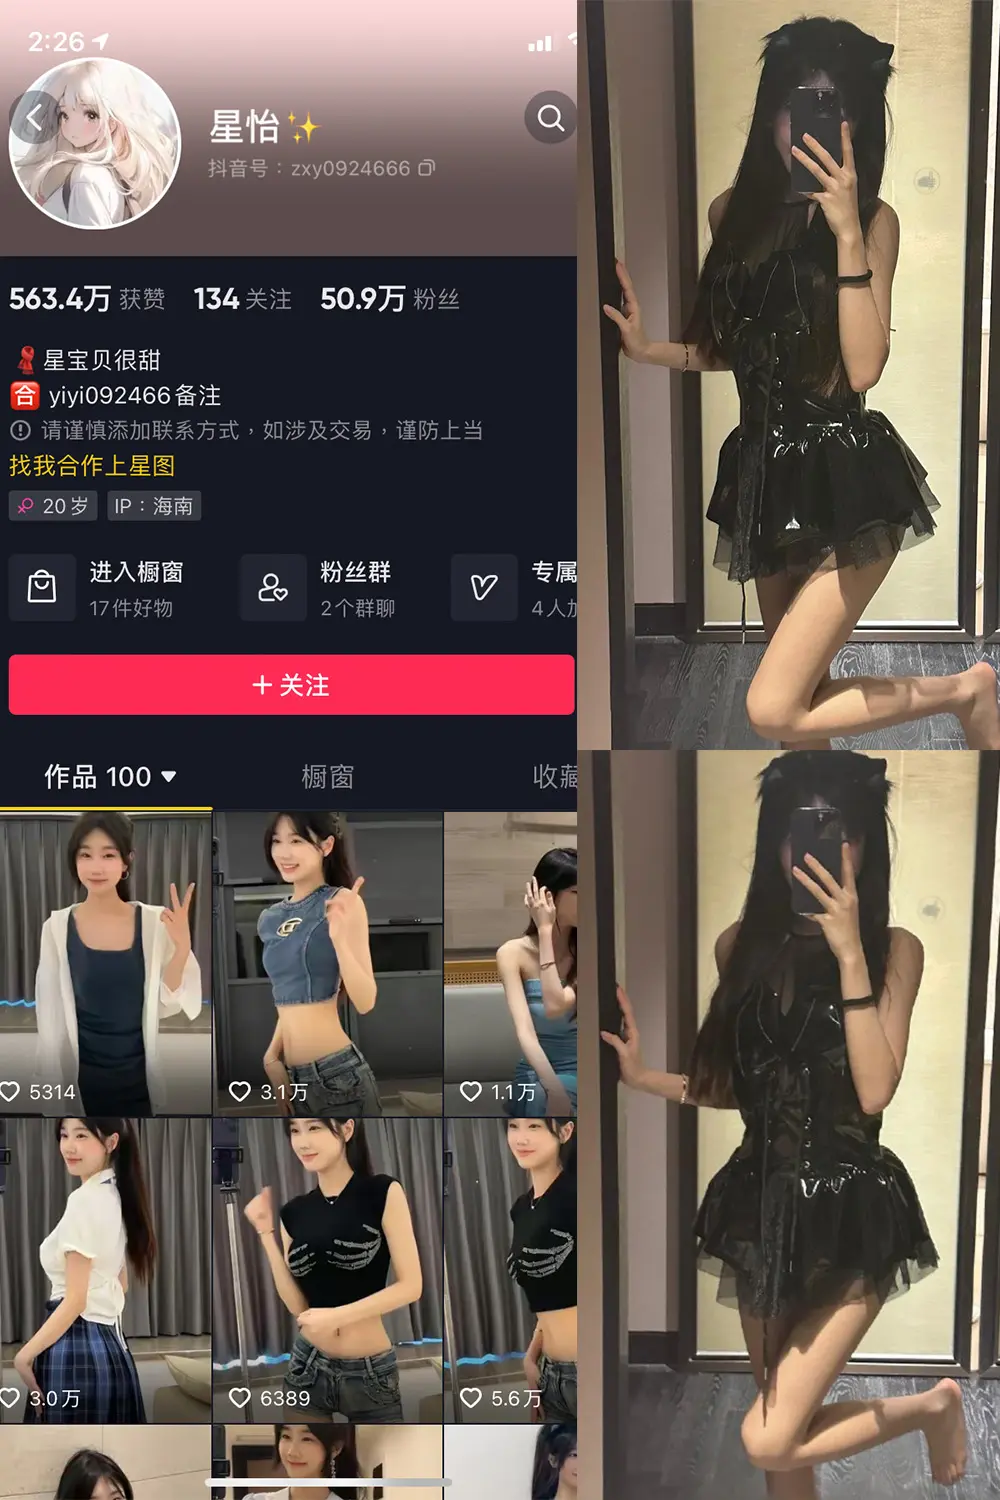 2:26
星怡✨
抖音号：zxy0924666
563.4万 获赞 134 关注 50.9万 粉丝
星宝贝很甜
🈴 yiyi092466备注
请谨慎添加联系方式，如涉及交易，谨防上当
找我合作上星图
20岁 IP：海南
进入橱窗 粉丝群 专属
17件好物 2个群聊 4人加
+ 关注
作品 100 橱窗 收藏
5314 3.1万 1.1万
3.0万 6389 5.6万